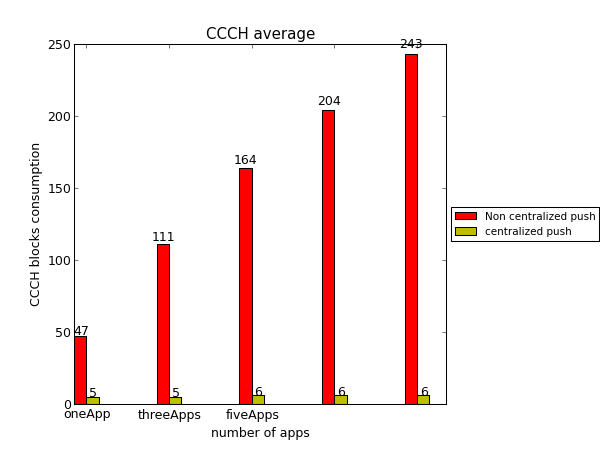 CCCH average
250
200
150
100
50
0
CCCH blocks consumption
47
5
111
5
164
6
204
6
243
6
oneApp threeApps fiveApps
number of apps
Non centralized push
centralized push